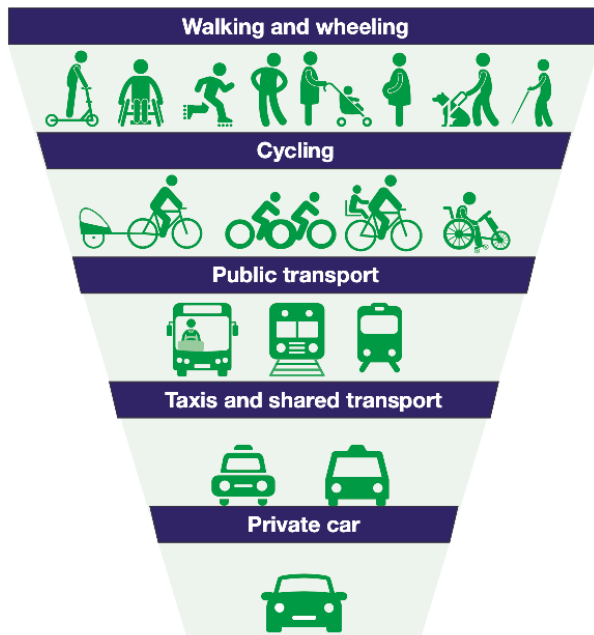 Walking and wheeling
Cycling
Public transport
Taxis and shared transport
Private car